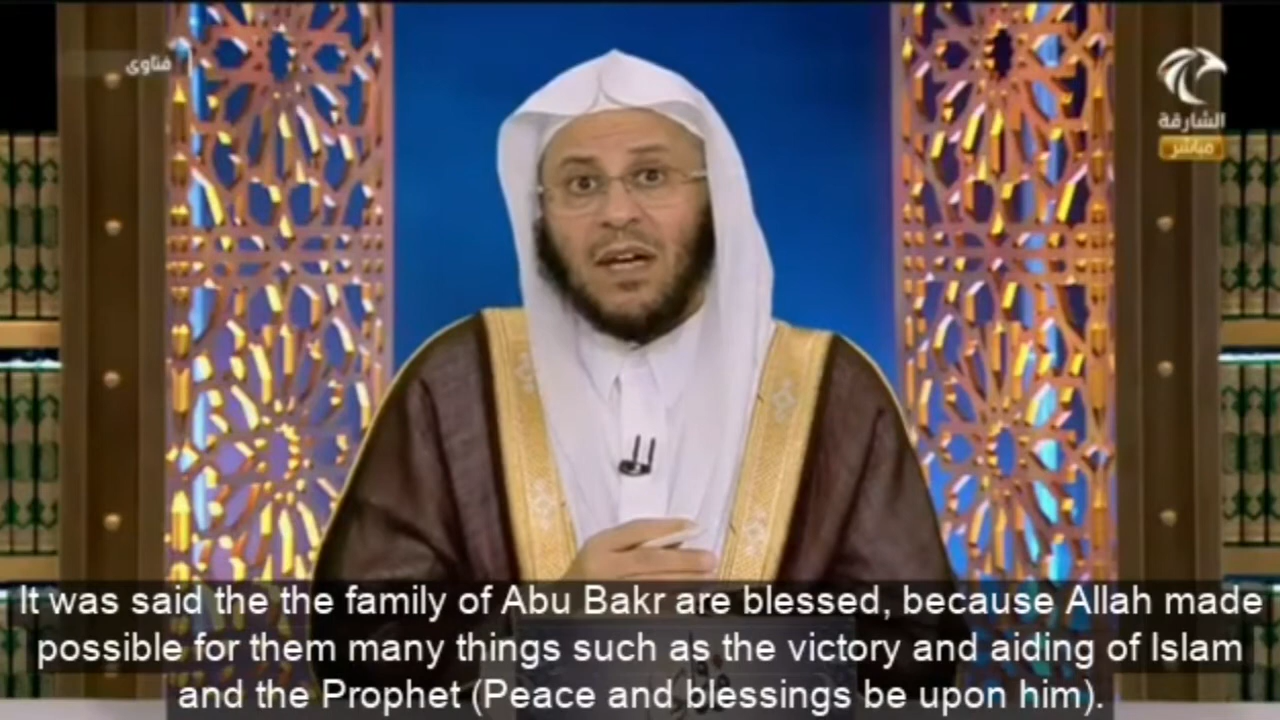 فتاوى
الشارقة
مباشر
It was said the the family of Abu Bakr are blessed, because Allah made
possible for them many things such as the victory and aiding of Islam
and the Prophet (Peace and blessings be upon him).